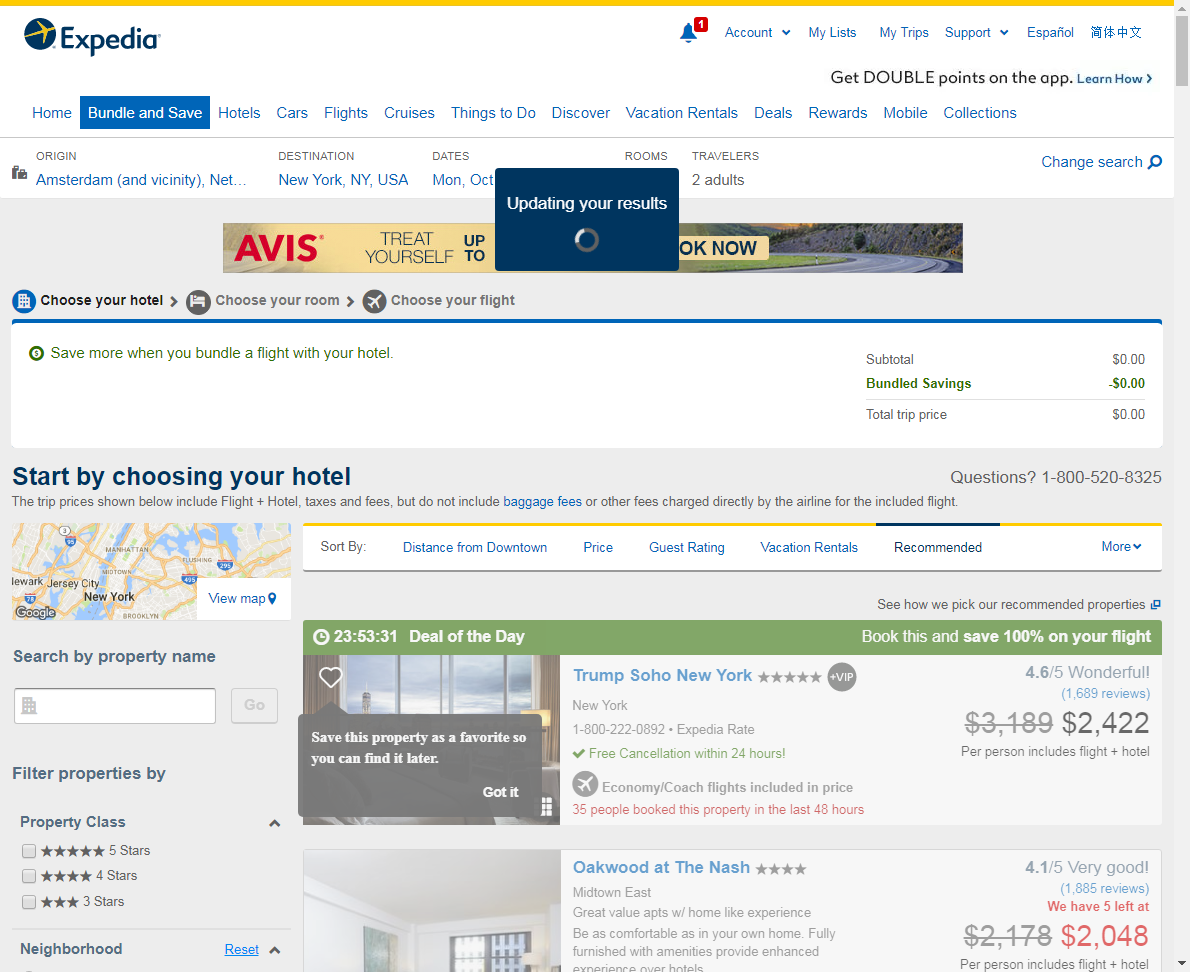 Expedia
1
Account
My Lists
My Trips
Support
Español
简体中文
Get DOUBLE points on the app. Learn How
Home
Bundle and Save
Hotels
Cars
Flights
Cruises
Things to Do
Discover
Vacation Rentals
Deals
Rewards
Mobile
Collections
ORIGIN
DESTINATION
DATES
ROOMS
TRAVELERS
Amsterdam (and vicinity), Net...
New York, NY, USA
Mon, Oct
2 adults
Change search
Updating your results
AVIS
TREAT
YOURSELF
UP
TO
OK NOW
Choose your hotel
Choose your room
Choose your flight
Save more when you bundle a flight with your hotel.
Subtotal $0.00
Bundled Savings -$0.00
Total trip price $0.00
Start by choosing your hotel
Questions? 1-800-520-8325
The trip prices shown below include Flight + Hotel, taxes and fees, but do not include baggage fees or other fees charged directly by the airline for the included flight.
3
95
MANHATTAN
MIDTOWN
FLUSHING
295
495
lewark
Jersey City
78
New York
Google
BROOKLYN
View map
Sort By:
Distance from Downtown
Price
Guest Rating
Vacation Rentals
Recommended
More
See how we pick our recommended properties
Search by property name
Go
Filter properties by
Property Class
5 Stars
4 Stars
3 Stars
Neighborhood
Reset
23:53:31 Deal of the Day
Book this and save 100% on your flight
Save this property as a favorite so
you can find it later.
Got it
Trump Soho New York
+VIP
New York
1-800-222-0892 • Expedia Rate
Free Cancellation within 24 hours!
Economy/Coach flights included in price
35 people booked this property in the last 48 hours
4.6/5 Wonderful!
(1,689 reviews)
$3,189 $2,422
Per person includes flight + hotel
Oakwood at The Nash
Midtown East
Great value apts w/ home like experience
Be as comfortable as in your own home. Fully
furnished with amenities provide enhanced
experience over hotels
4.1/5 Very good!
(1,885 reviews)
We have 5 left at
$2,178 $2,048
Per person includes flight + hotel